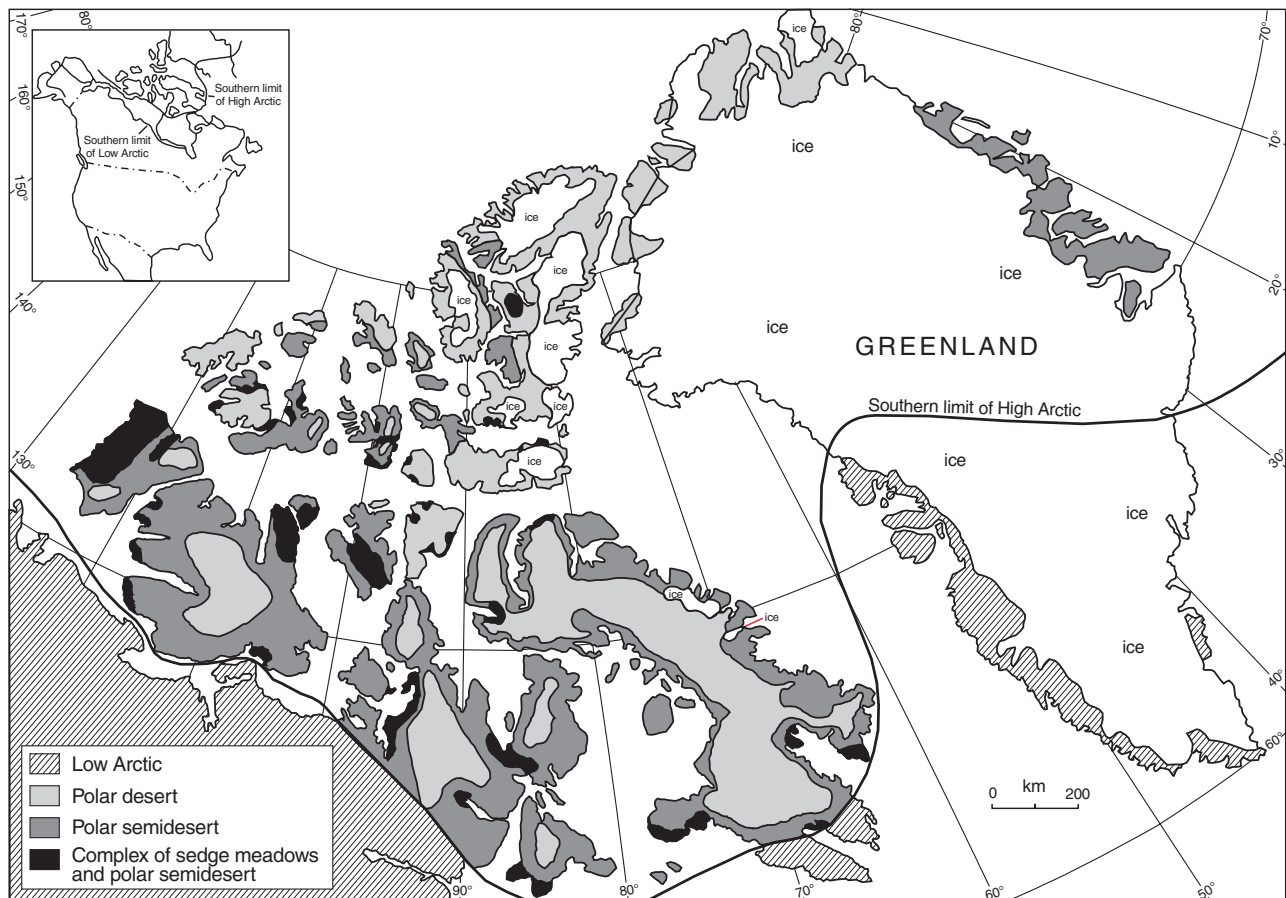 170°
80°
160°
150°
140°
130°
Southern limit
of High Arctic
Southern limit
of Low Arctic
ice
80°
70°
10°
20°
30°
40°
60°
50°
60°
70°
80°
90°
ice
ice
ice
ice
ice
ice
ice
ice
ice
ice
GREENLAND
Southern limit of High Arctic
ice
ice
ice
ice
ice
Low Arctic
Polar desert
Polar semidesert
Complex of sedge meadows
and polar semidesert
km
0 200